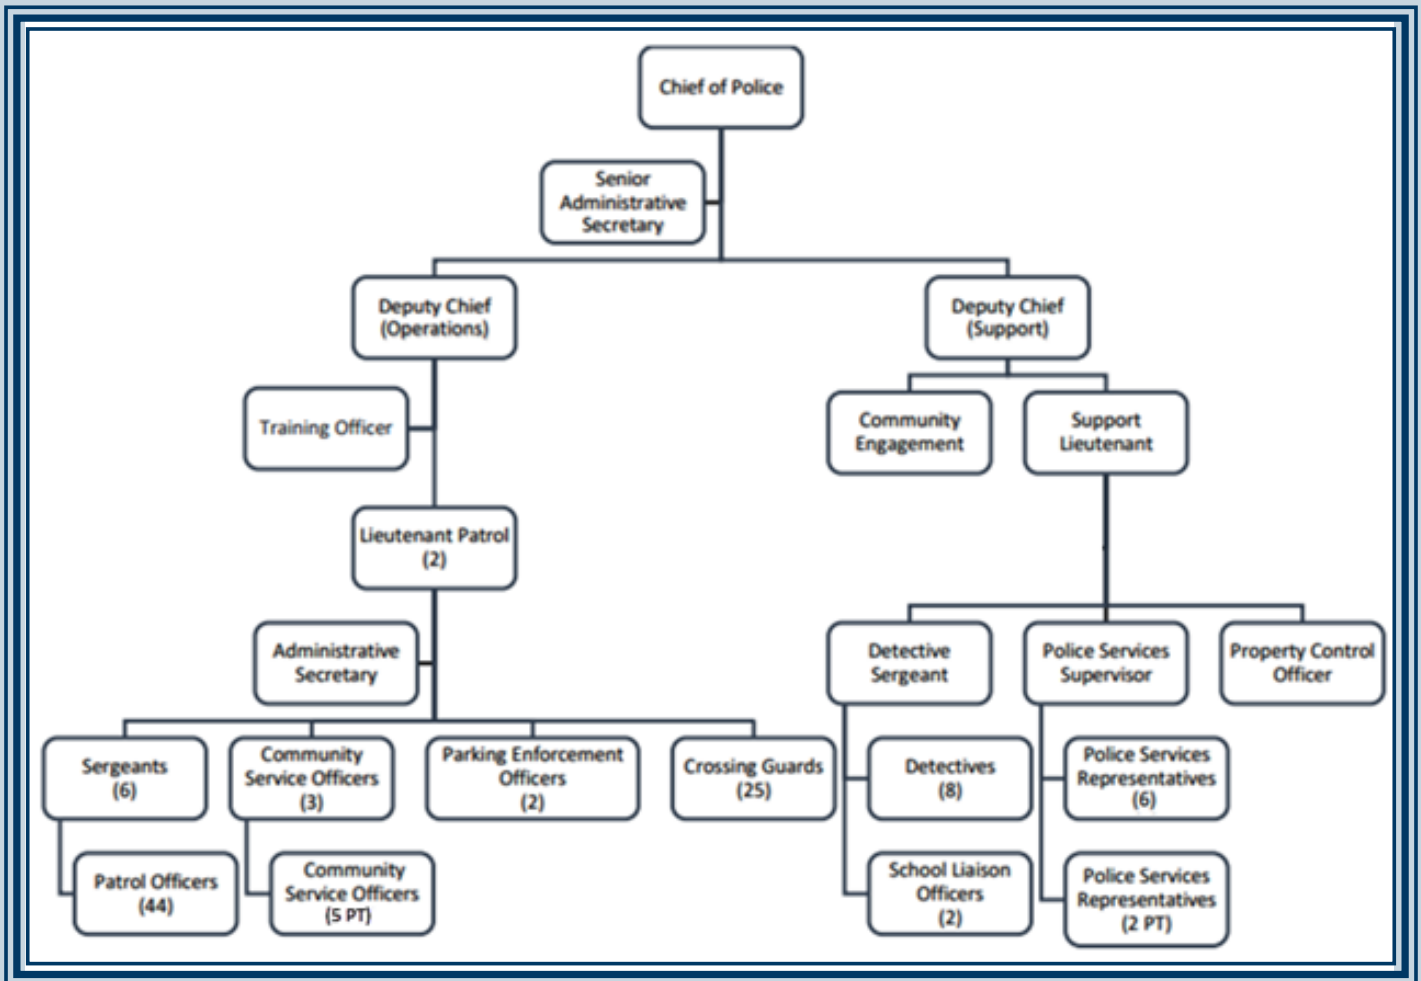 Chief of Police
Senior
Administrative
Secretary
Deputy Chief
(Operations)
Deputy Chief
(Support)
Training Officer
Community
Engagement
Support
Lieutenant
Lieutenant Patrol
(2)
Administrative
Secretary
Detective
Sergeant
Police Services
Supervisor
Property Control
Officer
Sergeants
(6)
Community
Service Officers
(3)
Parking Enforcement
Officers
(2)
Crossing Guards
(25)
Detectives
(8)
Police Services
Representatives
(6)
Patrol Officers
(44)
Community
Service Officers
(5 PT)
School Liaison
Officers
(2)
Police Services
Representatives
(2 PT)